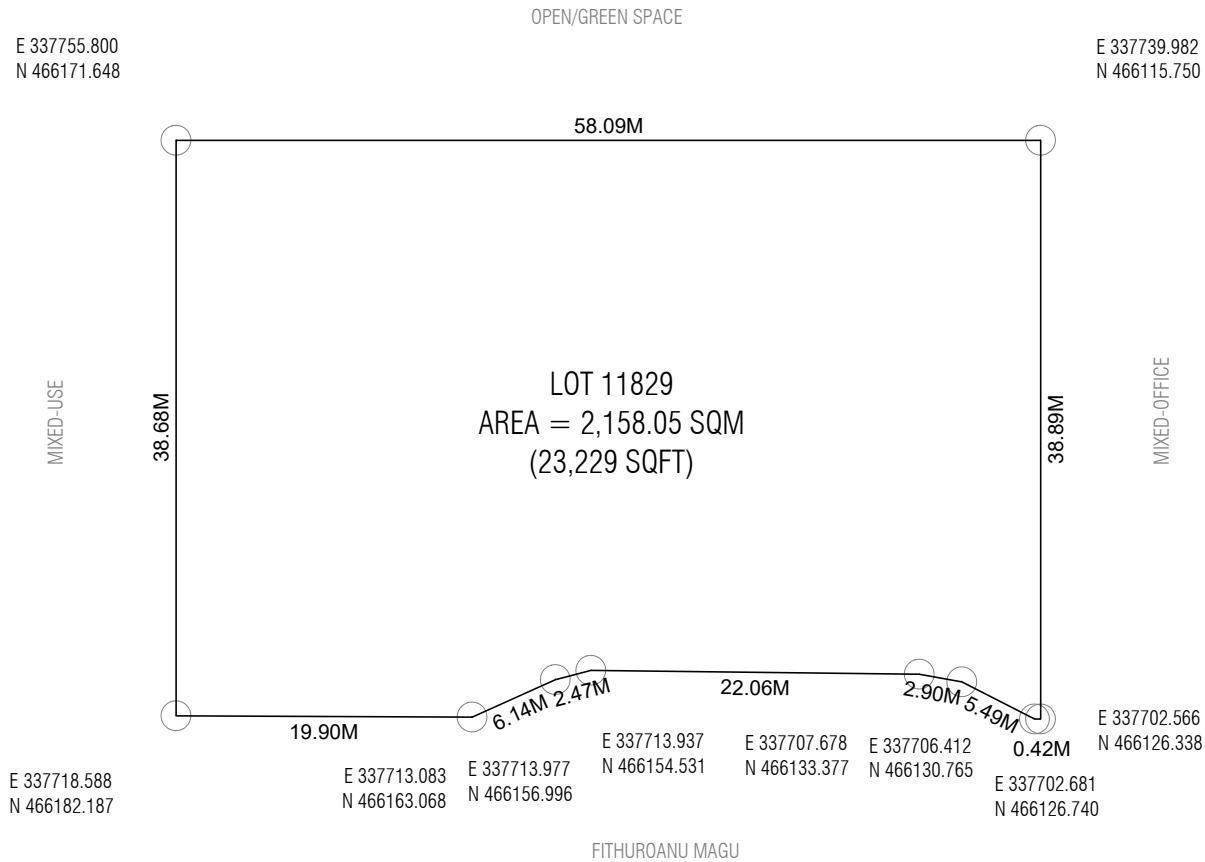 OPEN/GREEN SPACE
E 337755.800
N 466171.648
E 337739.982
N 466115.750
58.09M
MIXED-USE
38.68M
LOT 11829
AREA = 2,158.05 SQM
(23,229 SQFT)
38.89M
MIXED-OFFICE
19.90M
6.14M
2.47M
22.06M
2.90M
5.49M
0.42M
E 337718.588
N 466182.187
E 337713.083
N 466163.068
E 337713.977
N 466156.996
E 337713.937
N 466154.531
E 337707.678
N 466133.377
E 337706.412
N 466130.765
E 337702.681
N 466126.740
E 337702.566
N 466126.338
FITHUROANU MAGU